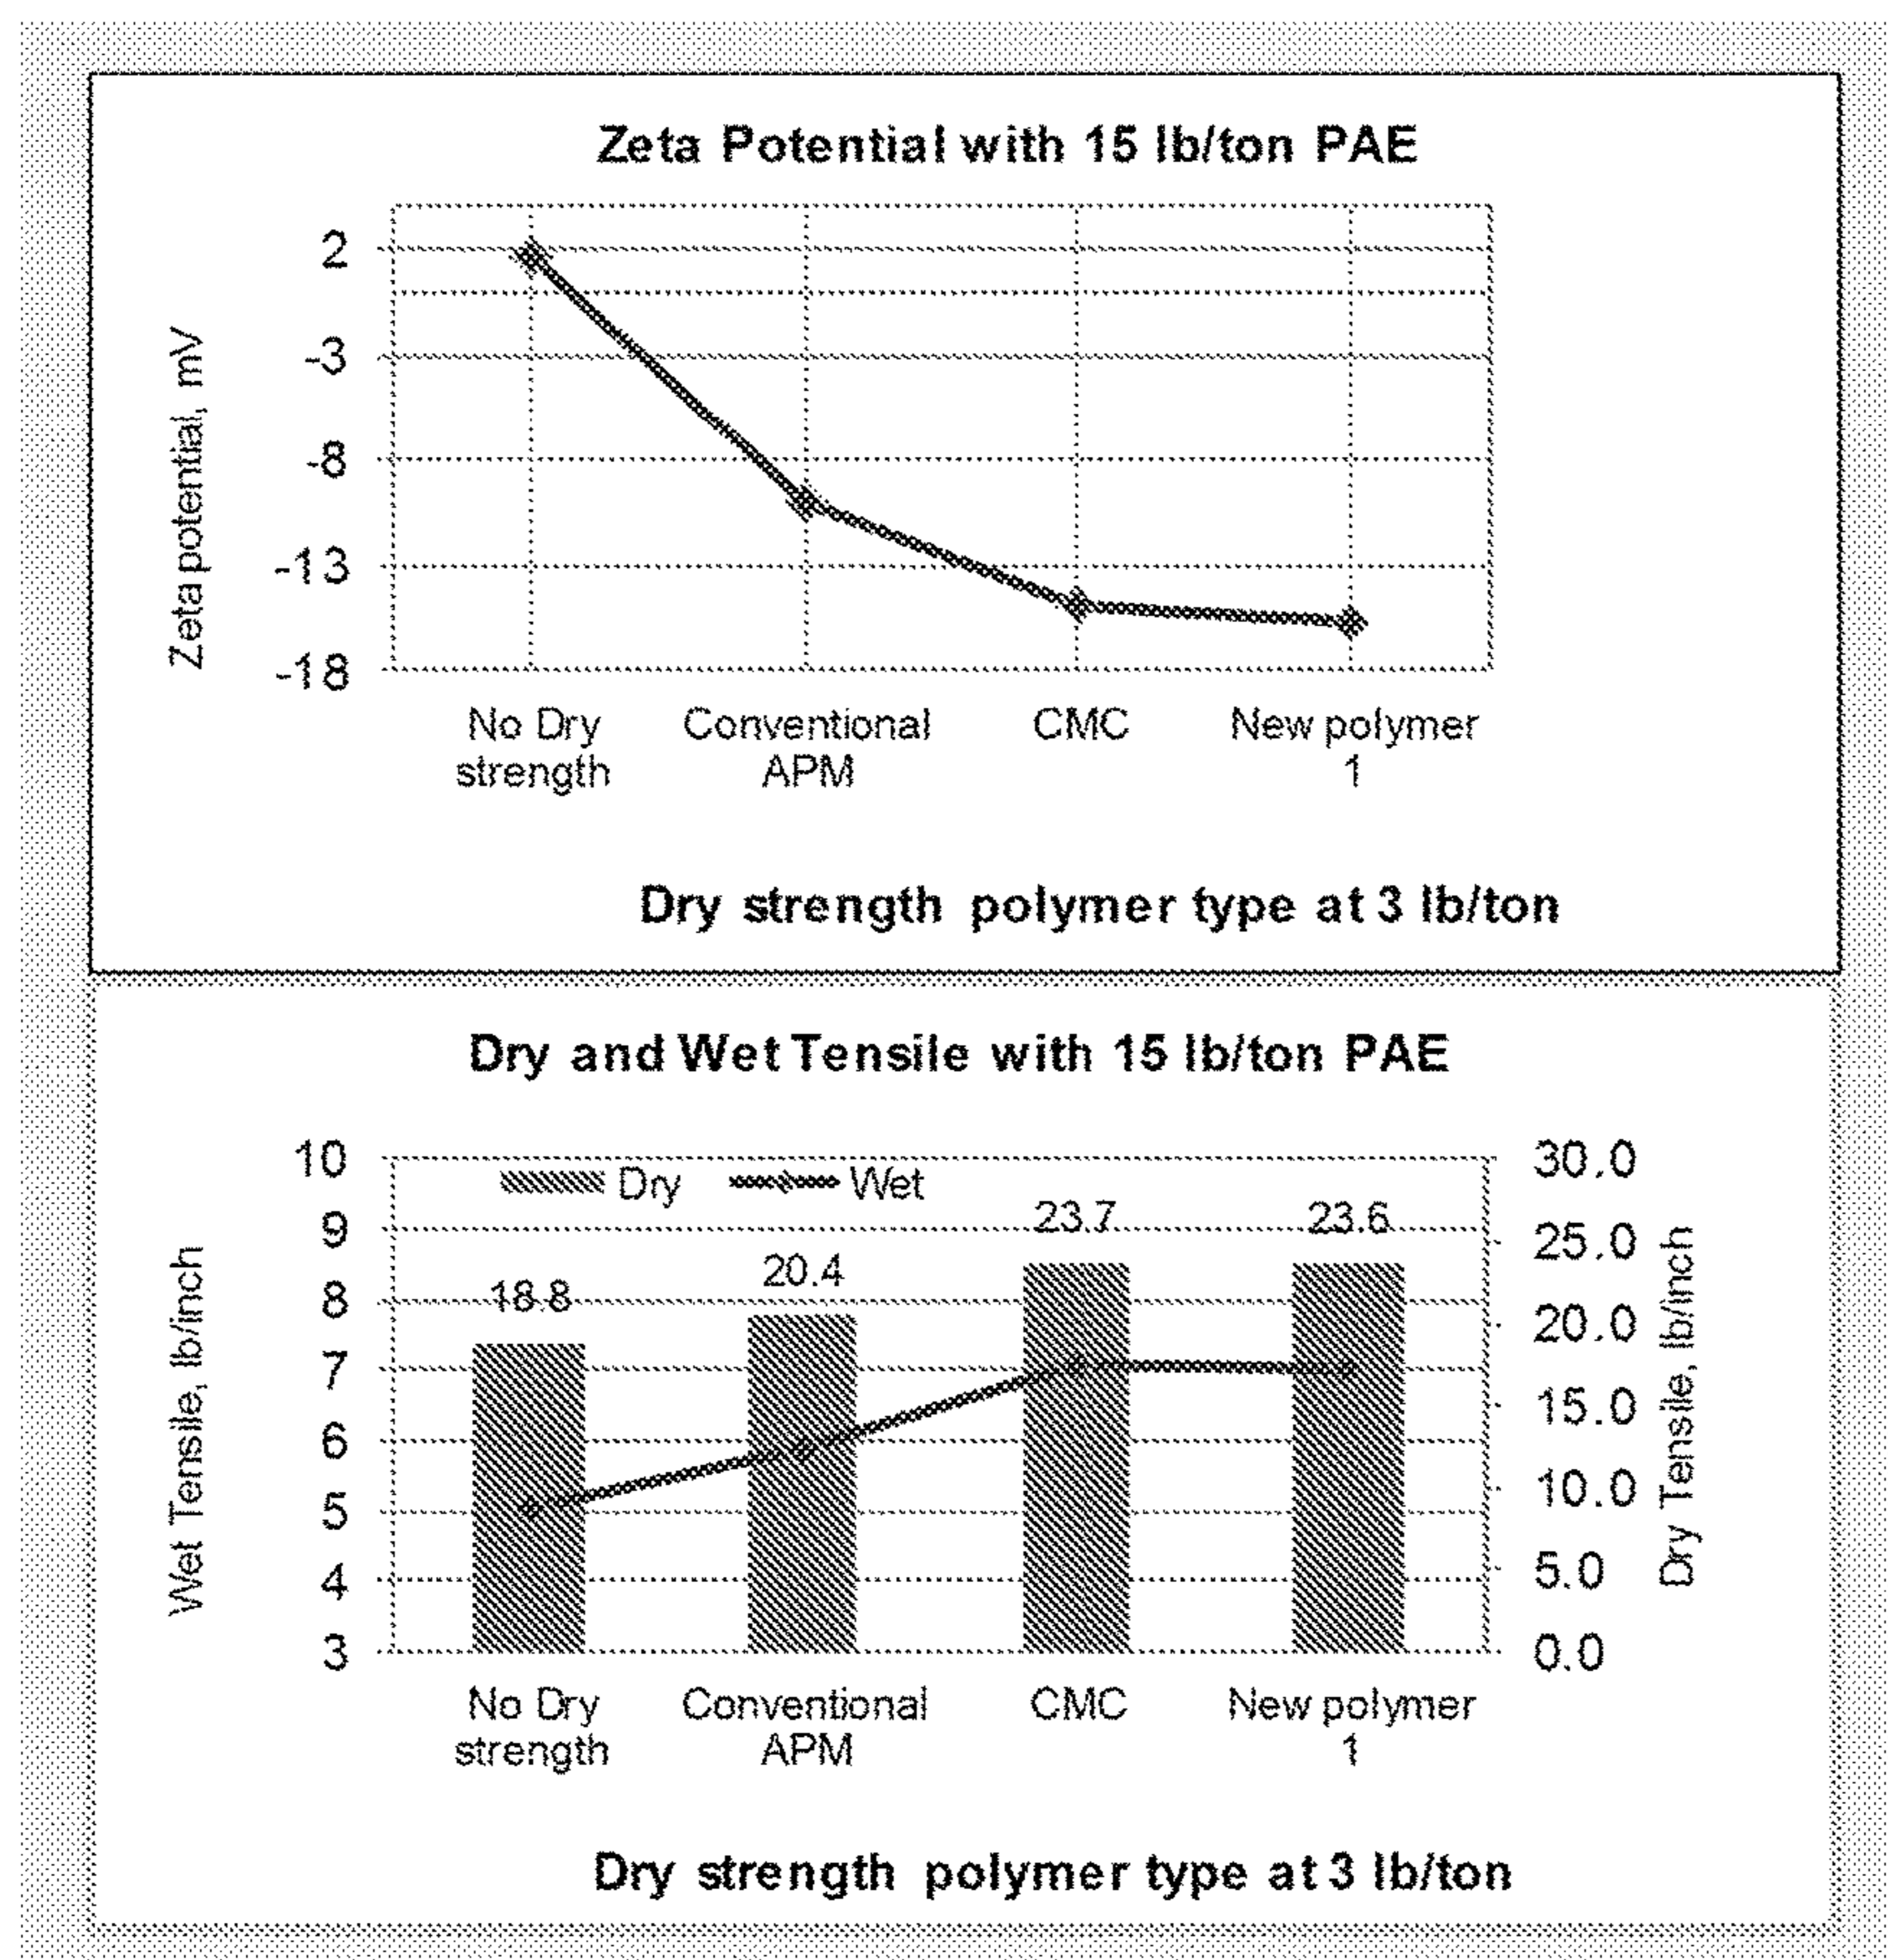 Zeta Potential with 15 lb/ton PAE
2
-3
-8
-13
-18
Zeta potential, mV
No Dry strength
Conventional APM
CMC
New polymer 1
Dry strength polymer type at 3 lb/ton
Dry and Wet Tensile with 15 lb/ton PAE
10
9
8
7
6
5
4
3
Wet Tensile, lb/inch
Dry
Wet
18.8
20.4
23.7
23.6
30.0
25.0
20.0
15.0
10.0
5.0
0.0
Dry Tensile, lb/inch
No Dry strength
Conventional APM
CMC
New polymer 1
Dry strength polymer type at 3 lb/ton